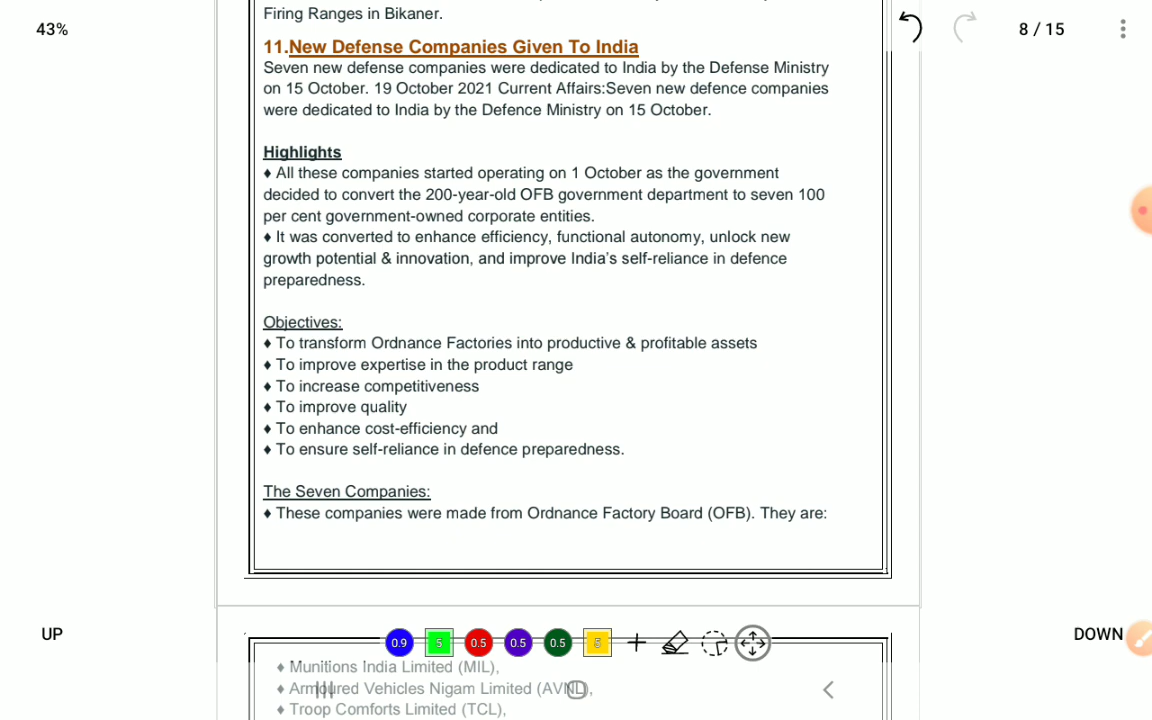 43%
8 / 15
Firing Ranges in Bikaner.
11.New Defense Companies Given To India
Seven new defense companies were dedicated to India by the Defense Ministry
on 15 October. 19 October 2021 Current Affairs:Seven new defence companies
were dedicated to India by the Defence Ministry on 15 October.
Highlights
♦ All these companies started operating on 1 October as the government
decided to convert the 200-year-old OFB government department to seven 100
per cent government-owned corporate entities.
♦ It was converted to enhance efficiency, functional autonomy, unlock new
growth potential & innovation, and improve India's self-reliance in defence
preparedness.
Objectives:
♦ To transform Ordnance Factories into productive & profitable assets
♦ To improve expertise in the product range
♦ To increase competitiveness
♦ To improve quality
♦ To enhance cost-efficiency and
♦ To ensure self-reliance in defence preparedness.
The Seven Companies:
♦ These companies were made from Ordnance Factory Board (OFB). They are:
UP
DOWN
0.9 5 0.5 0.5 0.5 5
♦ Munitions India Limited (MIL),
♦ Armoured Vehicles Nigam Limited (AVNL),
♦ Troop Comforts Limited (TCL),